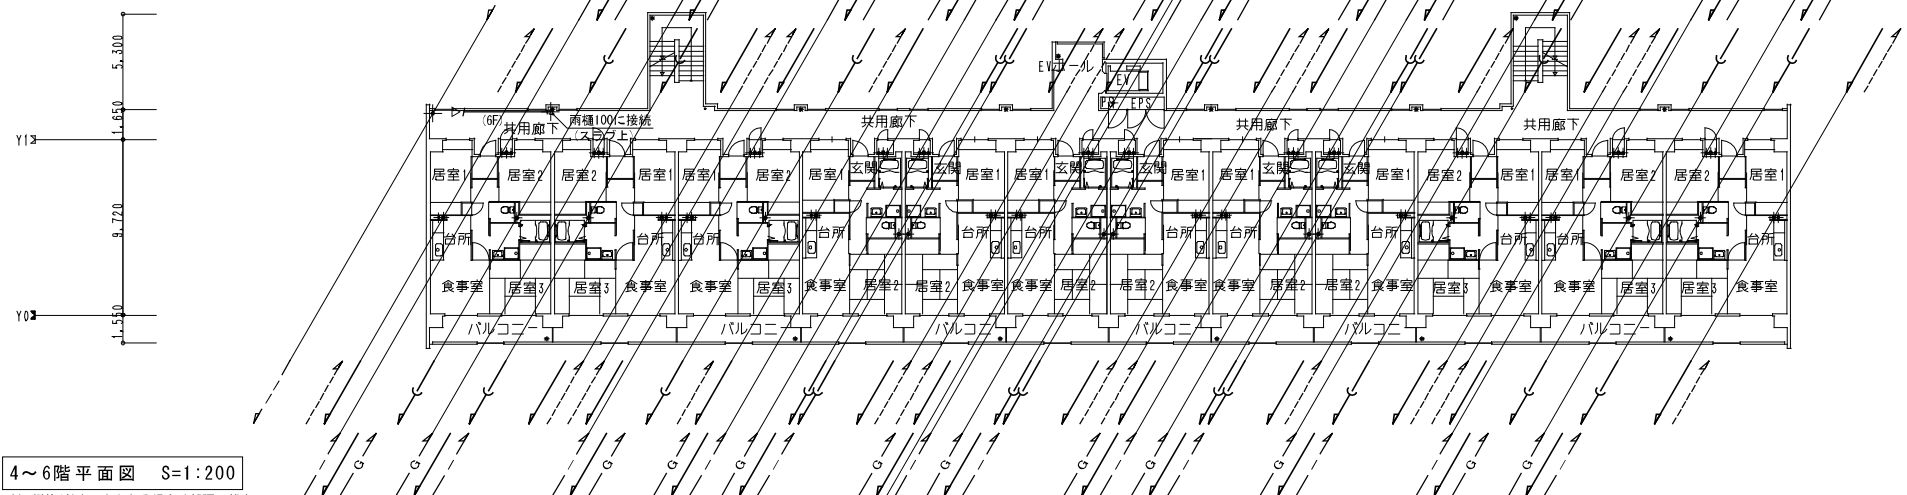 5,300
EVホール
EV
1,650
(6F)
雨樋100に接続
(スラブ上)
PS EPS
共用廊下 共用廊下 共用廊下 共用廊下
Y1
居室1 居室2 居室2 居室1 居室1 居室2 居室1 玄関 玄関 居室1 居室1 玄関 玄関 居室1 居室1 玄関 玄関 居室1 居室2 居室1 居室1 居室2 居室2 居室1
9,720
台所 台所 台所 台所 台所 台所 台所 台所 台所 台所 台所 台所
食事室 居室3 居室3 食事室 食事室 居室3 食事室 居室2 居室2 食事室 食事室 居室2 居室2 食事室 食事室 居室2 居室2 食事室 居室3 食事室 食事室 居室3 居室3 食事室
Y0
1,550
バルコニー バルコニー バルコニー バルコニー バルコニー バルコニー
G G G G G G G G G G G G
4～6階平面図 S=1:200